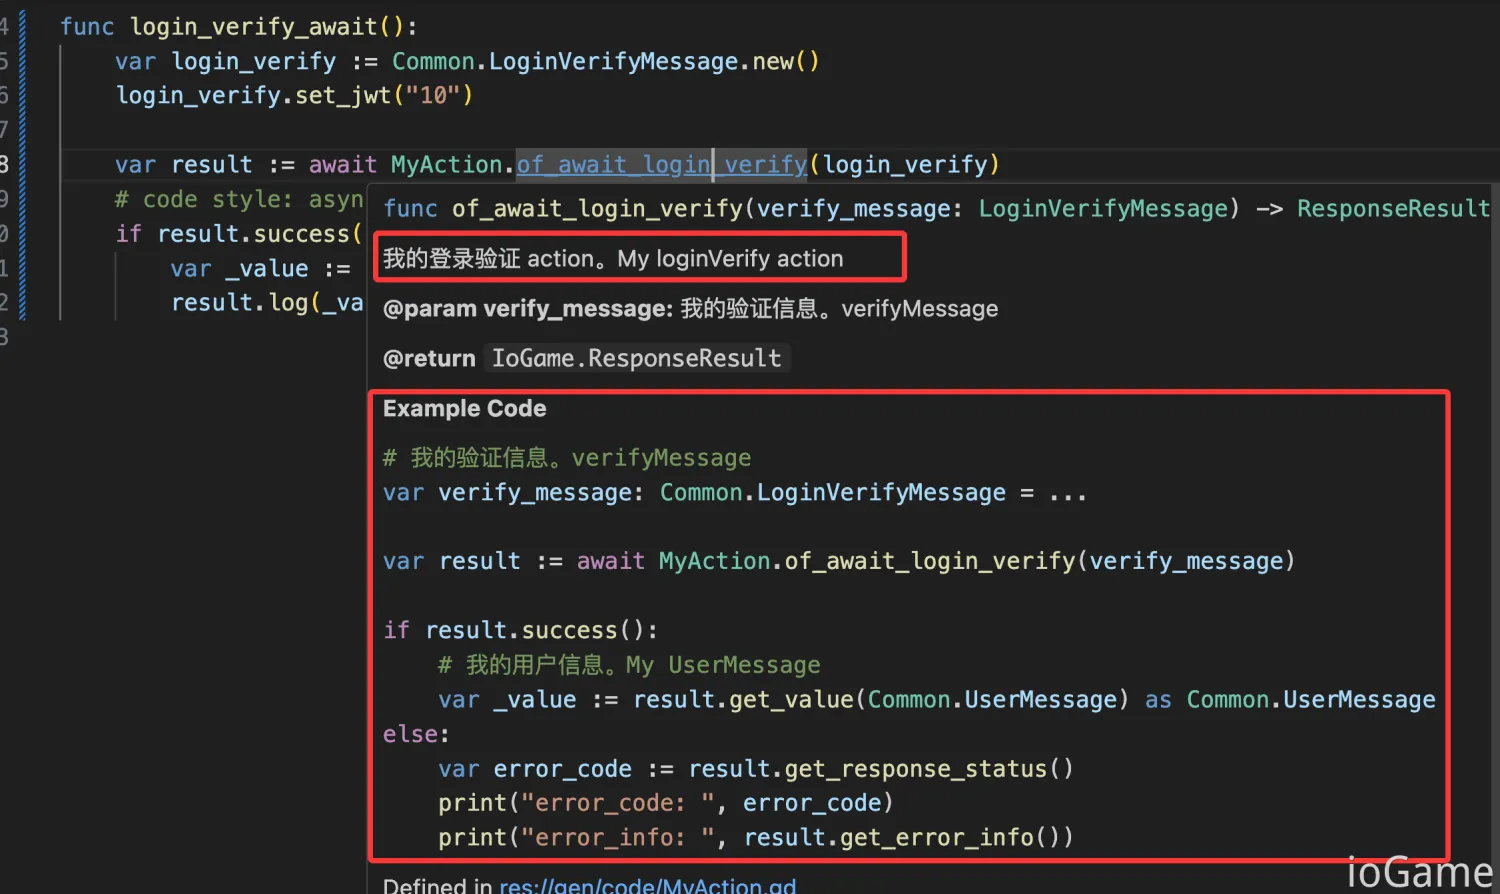 4 func login_verify_await():
5 var login_verify := Common.LoginVerifyMessage.new()
6 login_verify.set_jwt("10")
7
8 var result := await MyAction.of_await_login_verify(login_verify)
9 # code style: asyn
0 if result.success(
1 var _value :=
2 result.log(_va
3
func of_await_login_verify(verify_message: LoginVerifyMessage) -> ResponseResult
我的登录验证 action。My loginVerify action
@param verify_message: 我的验证信息。verifyMessage
@return IoGame.ResponseResult
Example Code
# 我的验证信息。verifyMessage
var verify_message: Common.LoginVerifyMessage = ...
var result := await MyAction.of_await_login_verify(verify_message)
if result.success():
# 我的用户信息。My UserMessage
var _value := result.get_value(Common.UserMessage) as Common.UserMessage
else:
var error_code := result.get_response_status()
print("error_code: ", error_code)
print("error_info: ", result.get_error_info())
Defined in res://gen/code/MyAction.gd
ioGame